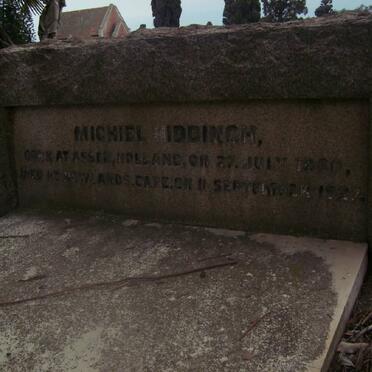 MICHIEL HIDDINGH,
BORN AT ASSEN, HOLLAND, ON 27. JULY
DIED AT NEWLANDS, CAPE, ON 11, SEPTEMBER